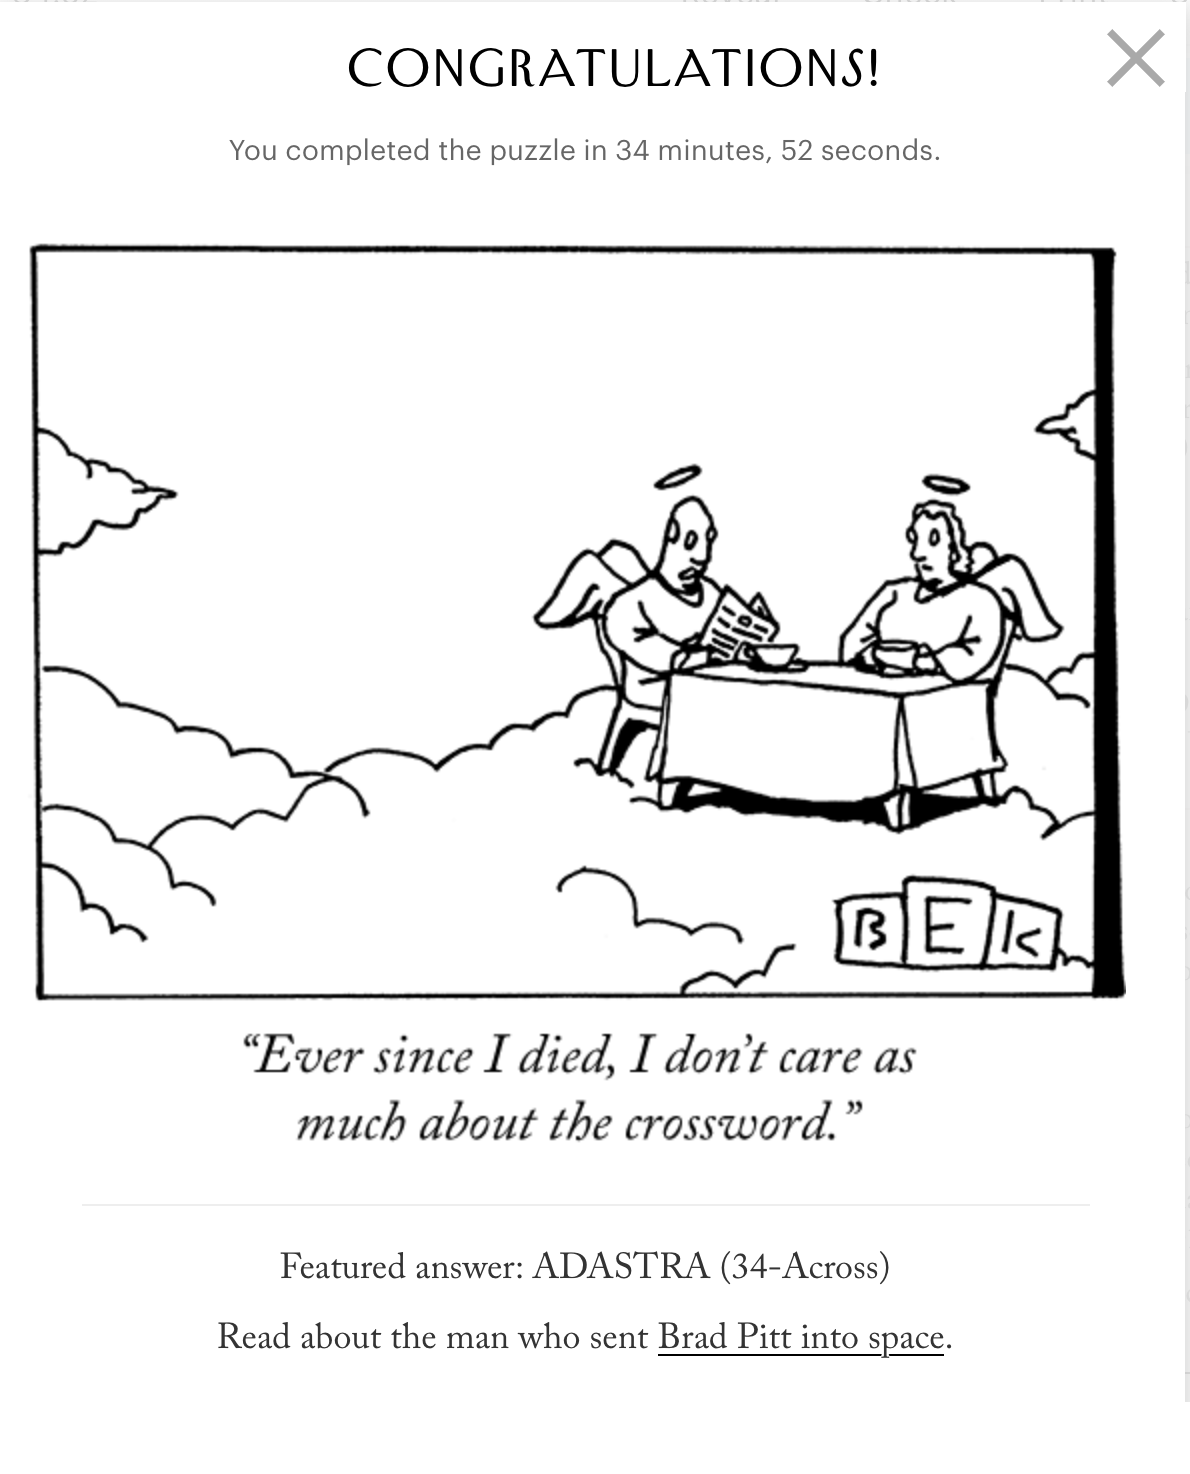 CONGRATULATIONS!
You completed the puzzle in 34 minutes, 52 seconds.
BEK
“Ever since I died, I don’t care as
much about the crossword.”
Featured answer: ADASTRA (34-Across)
Read about the man who sent Brad Pitt into space.